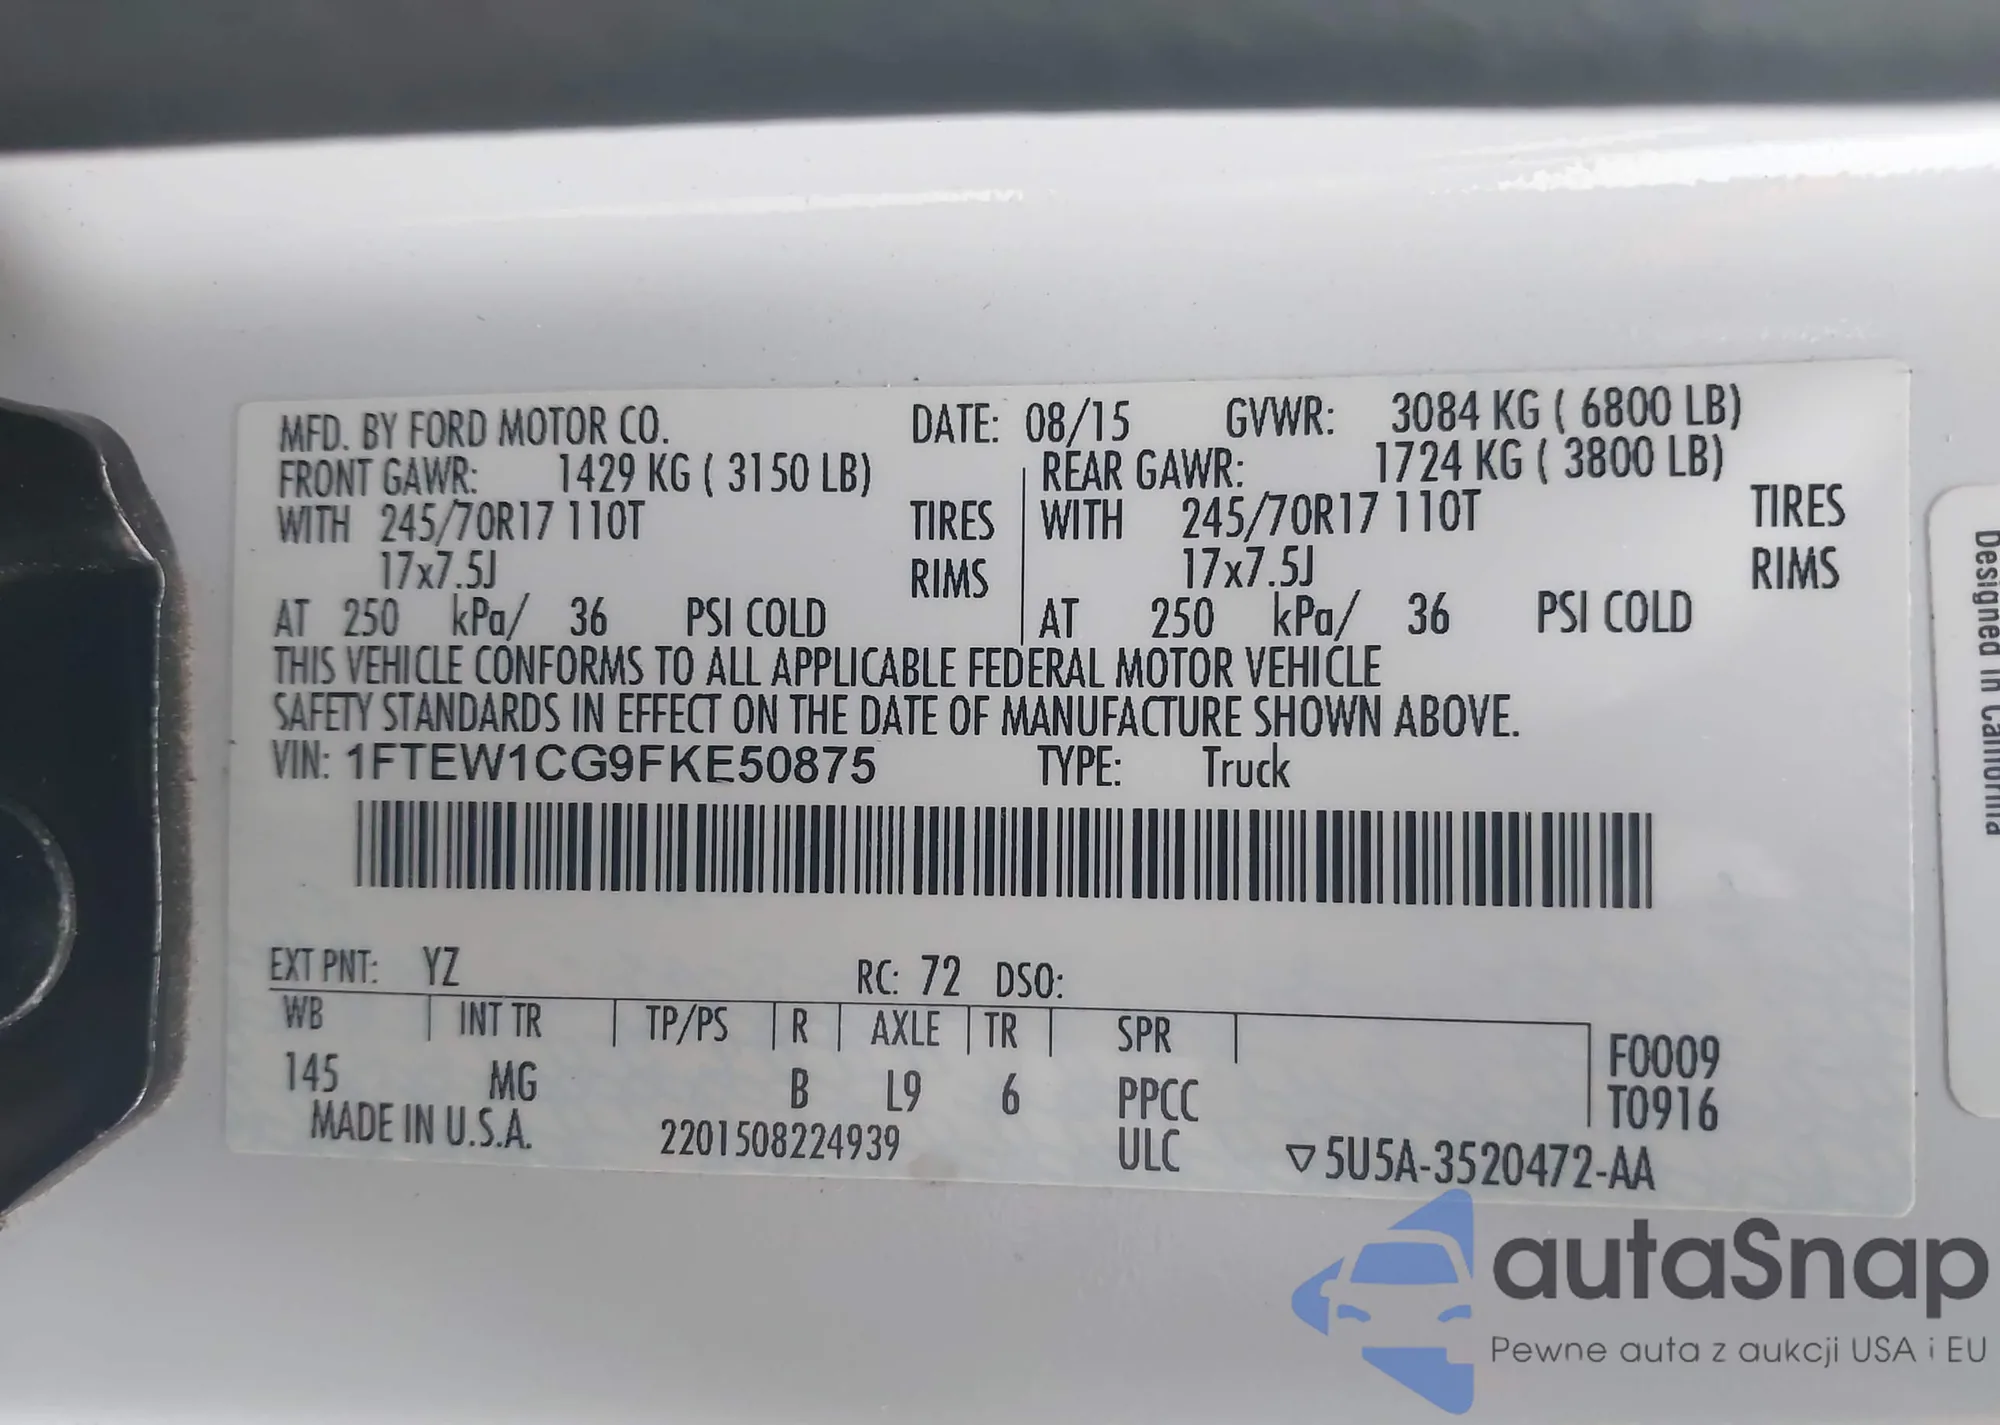 MFD. BY FORD MOTOR CO. DATE: 08/15 GVWR: 3084 KG ( 6800 LB)
FRONT GAWR: 1429 KG ( 3150 LB) REAR GAWR: 1724 KG ( 3800 LB)
WITH 245/70R17 110T TIRES WITH 245/70R17 110T TIRES
17x7.5J RIMS 17x7.5J RIMS
AT 250 kPa/ 36 PSI COLD AT 250 kPa/ 36 PSI COLD
THIS VEHICLE CONFORMS TO ALL APPLICABLE FEDERAL MOTOR VEHICLE
SAFETY STANDARDS IN EFFECT ON THE DATE OF MANUFACTURE SHOWN ABOVE.
VIN: 1FTEW1CG9FKE50875 TYPE: Truck
EXT PNT: YZ RC: 72 DSO:
WB INT TR TP/PS R AXLE TR SPR F0009
145 MG B L9 6 PPCC T0916
MADE IN U.S.A. 2201508224939 ULC ▽5U5A-3520472-AA
Designed in California
autaSnap
Pewne auta z aukcji USA i EU